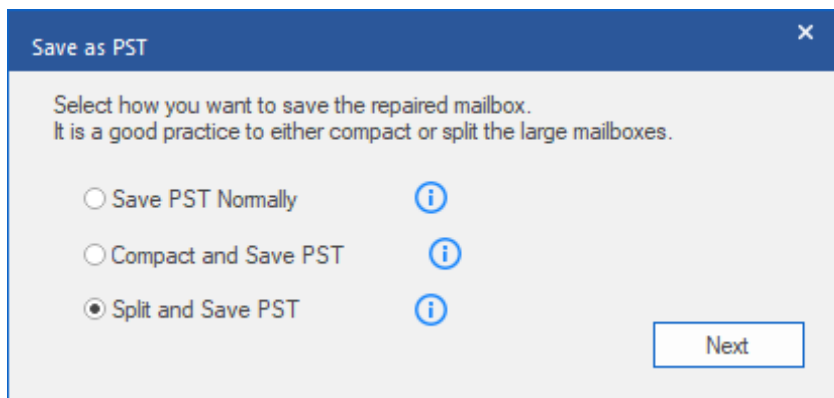 Save as PST
Select how you want to save the repaired mailbox.
It is a good practice to either compact or split the large mailboxes.
Save PST Normally
Compact and Save PST
Split and Save PST
Next